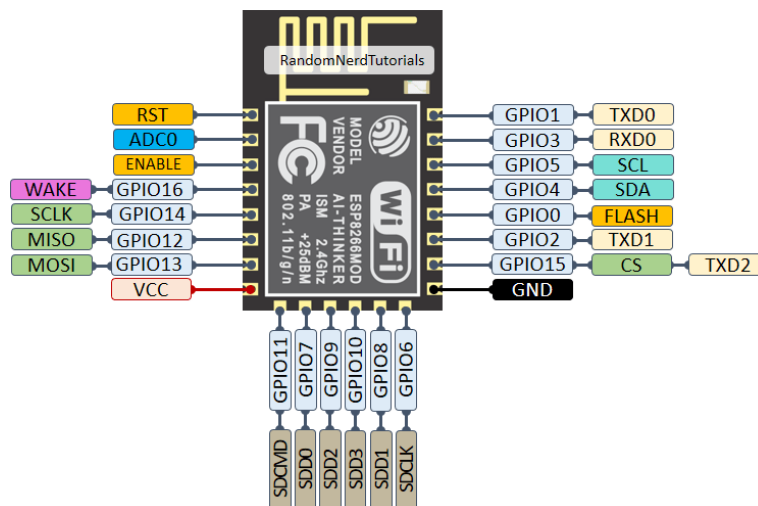 RandomNerdTutorials
RST
ADC0
ENABLE
WAKE GPIO16
SCLK GPIO14
MISO GPIO12
MOSI GPIO13
VCC
MODEL
VENDOR
ESP8266MOD
AI-THINKER
ISM 2.4Ghz
PA +25dBM
802.11b/g/n
FC
WiFi
GPIO1 TXD0
GPIO3 RXD0
GPIO5 SCL
GPIO4 SDA
GPIO0 FLASH
GPIO2 TXD1
GPIO15 CS TXD2
GND
GPIO11 SDCMD
GPIO7 SDD0
GPIO9 SDD2
GPIO10 SDD3
GPIO8 SDD1
GPIO6 SDCLK